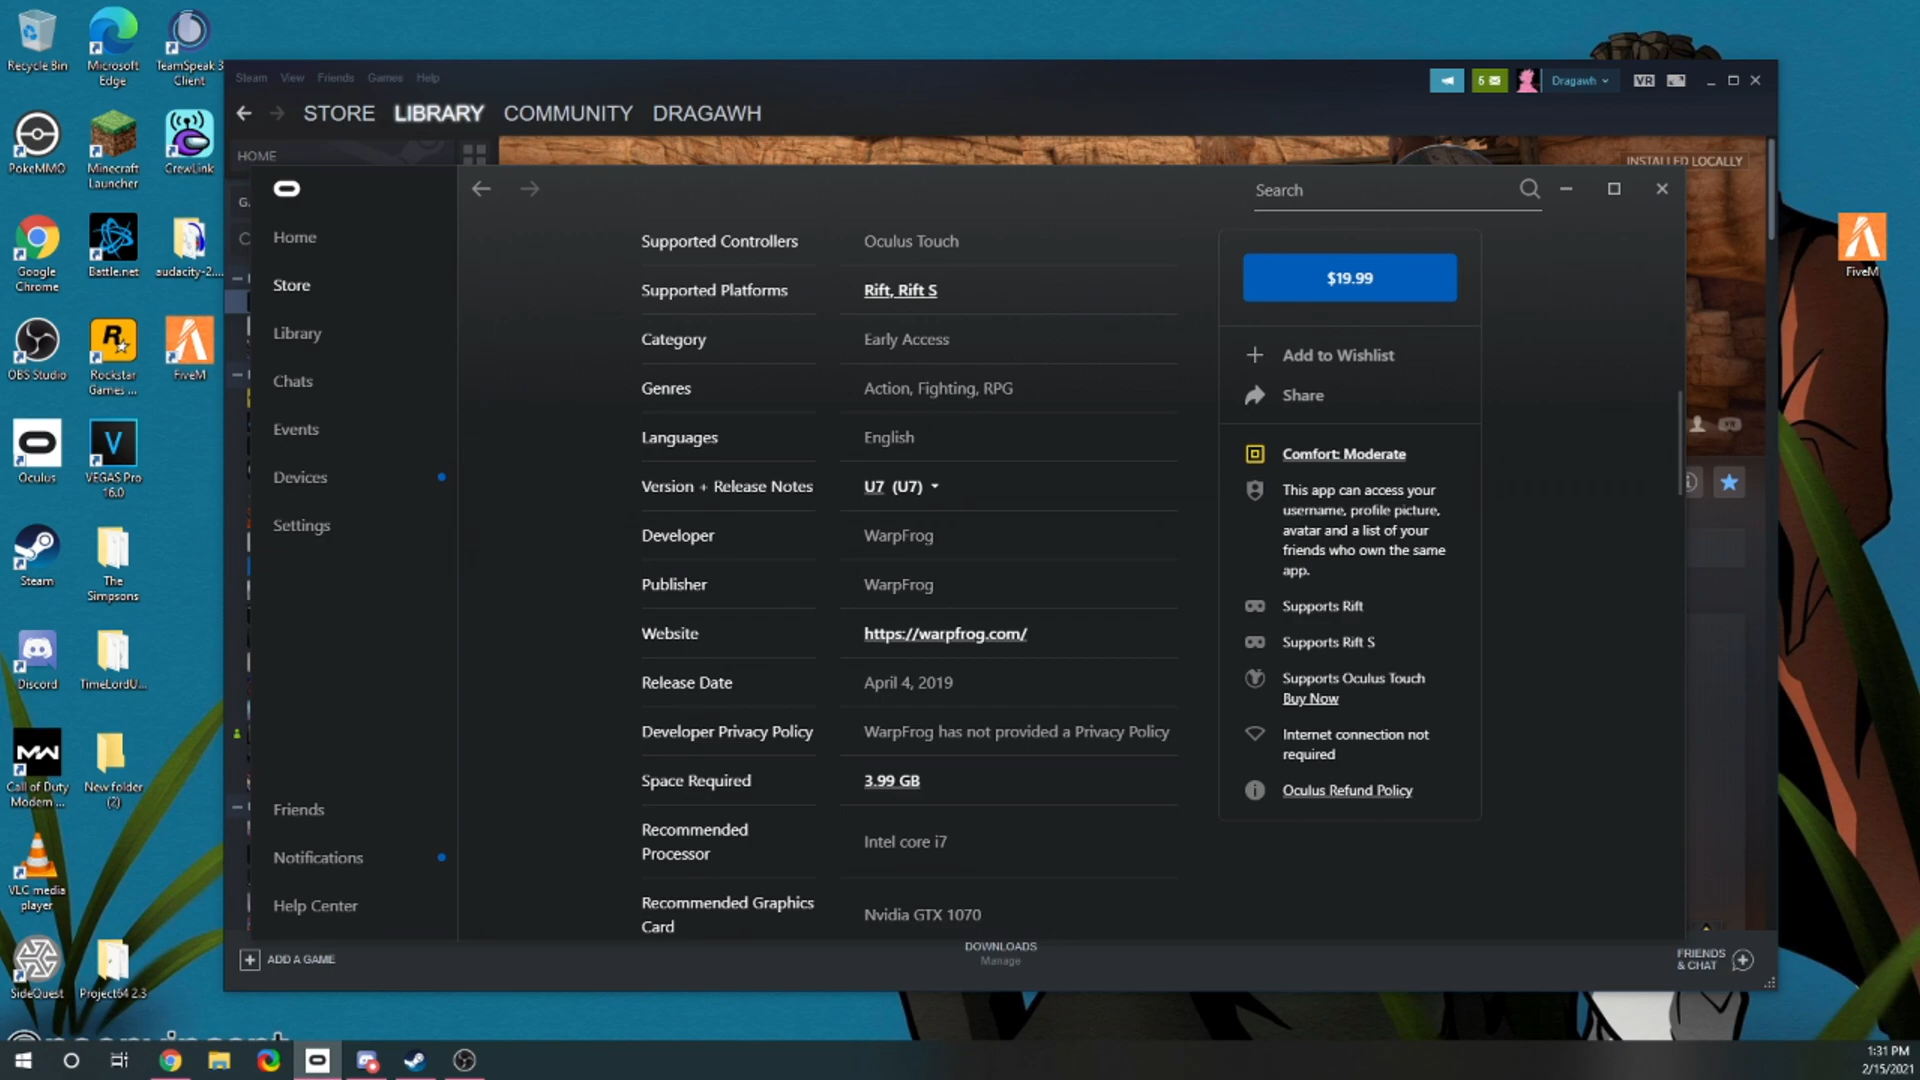 Recycle Bin
Microsoft
Edge
TeamSpeak 3
Client
PokeMMO
Minecraft
Launcher
CrewLink
Google
Chrome
Battle.net
audacity-2....
OBS Studio
Rockstar
Games ...
FiveM
Oculus
VEGAS Pro
16.0
Steam
The
Simpsons
Discord
TimeLordU...
Call of Duty
Modern ...
New folder
(2)
VLC media
player
SideQuest
Project64 2.3
FiveM
Steam
View
Friends
Games
Help
5
Dragawh
VR
STORE
LIBRARY
COMMUNITY
DRAGAWH
HOME
INSTALLED LOCALLY
Search
Home
Store
Library
Chats
Events
Devices
Settings
Friends
Notifications
Help Center
Supported Controllers
Oculus Touch
Supported Platforms
Rift, Rift S
Category
Early Access
Genres
Action, Fighting, RPG
Languages
English
Version + Release Notes
U7 (U7)
Developer
WarpFrog
Publisher
WarpFrog
Website
https://warpfrog.com/
Release Date
April 4, 2019
Developer Privacy Policy
WarpFrog has not provided a Privacy Policy
Space Required
3.99 GB
Recommended
Processor
Intel core i7
Recommended Graphics
Card
Nvidia GTX 1070
$19.99
Add to Wishlist
Share
Comfort: Moderate
This app can access your
username, profile picture,
avatar and a list of your
friends who own the same
app.
Supports Rift
Supports Rift S
Supports Oculus Touch
Buy Now
Internet connection not
required
Oculus Refund Policy
ADD A GAME
DOWNLOADS
Manage
FRIENDS
& CHAT
1:31 PM
2/15/2021